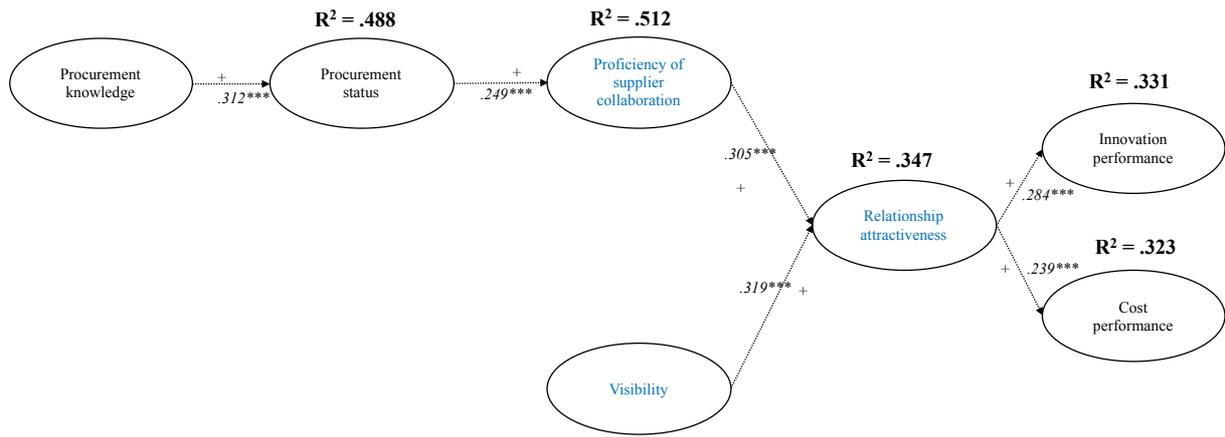 R² = .488
R² = .512
Procurement
knowledge
+
.312***
Procurement
status
+
.249***
Proficiency of
supplier
collaboration
R² = .331
Innovation
performance
.305***
+
R² = .347
Relationship
attractiveness
+
.284***
R² = .323
+
.239***
Cost
performance
.319***
+
Visibility